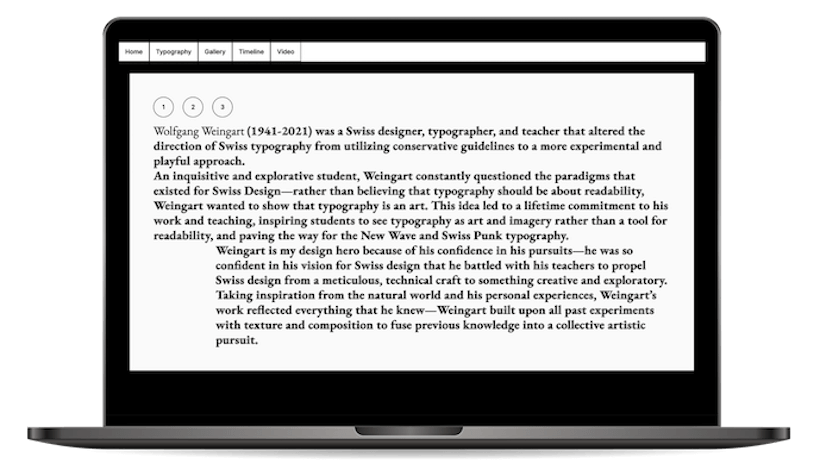 Home Typography Gallery Timeline Video
1 2 3
Wolfgang Weingart (1941-2021) was a Swiss designer, typographer, and teacher that altered the
direction of Swiss typography from utilizing conservative guidelines to a more experimental and
playful approach.
An inquisitive and explorative student, Weingart constantly questioned the paradigms that
existed for Swiss Design—rather than believing that typography should be about readability,
Weingart wanted to show that typography is an art. This idea led to a lifetime commitment to his
work and teaching, inspiring students to see typography as art and imagery rather than a tool for
readability, and paving the way for the New Wave and Swiss Punk typography.
Weingart is my design hero because of his confidence in his pursuits—he was so
confident in his vision for Swiss design that he battled with his teachers to propel
Swiss design from a meticulous, technical craft to something creative and exploratory.
Taking inspiration from the natural world and his personal experiences, Weingart's
work reflected everything that he knew—Weingart built upon all past experiments
with texture and composition to fuse previous knowledge into a collective artistic
pursuit.